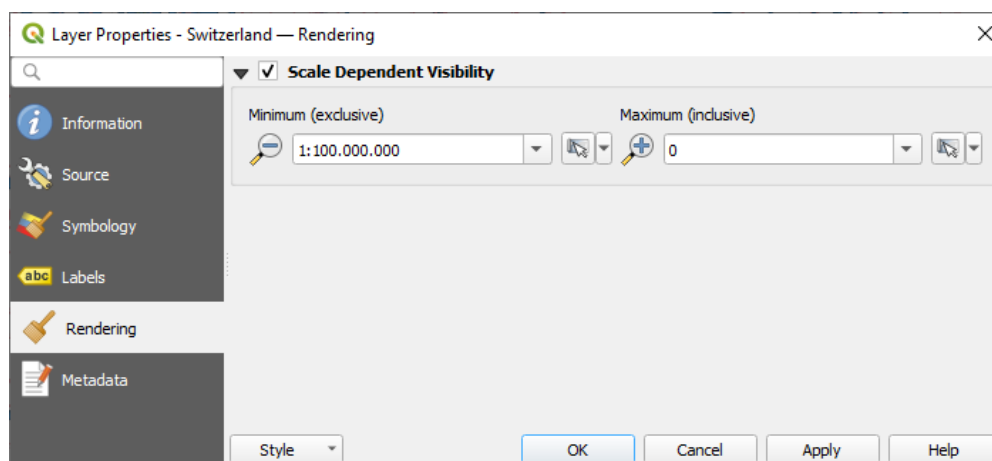 Layer Properties - Switzerland — Rendering
Scale Dependent Visibility
Information
Source
Symbology
abc Labels
Rendering
Metadata
Minimum (exclusive)
Maximum (inclusive)
1:100.000.000
0
Style
OK
Cancel
Apply
Help